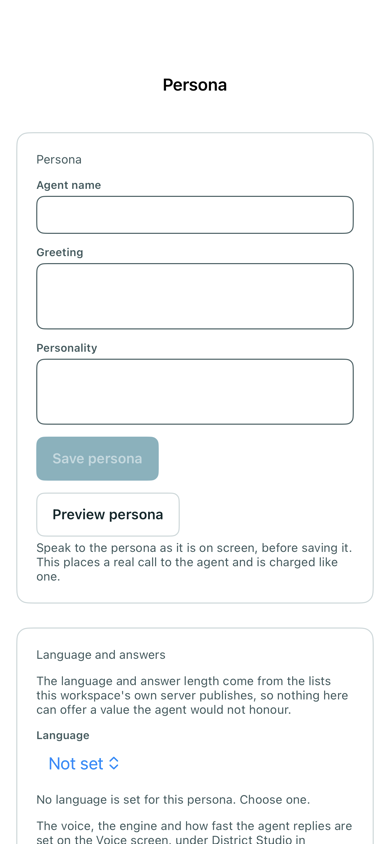 Persona
Persona
Agent name
Greeting
Personality
Save persona
Preview persona
Speak to the persona as it is on screen, before saving it.
This places a real call to the agent and is charged like
one.
Language and answers
The language and answer length come from the lists
this workspace's own server publishes, so nothing here
can offer a value the agent would not honour.
Language
Not set
No language is set for this persona. Choose one.
The voice, the engine and how fast the agent replies are
set on the Voice screen, under District Studio in